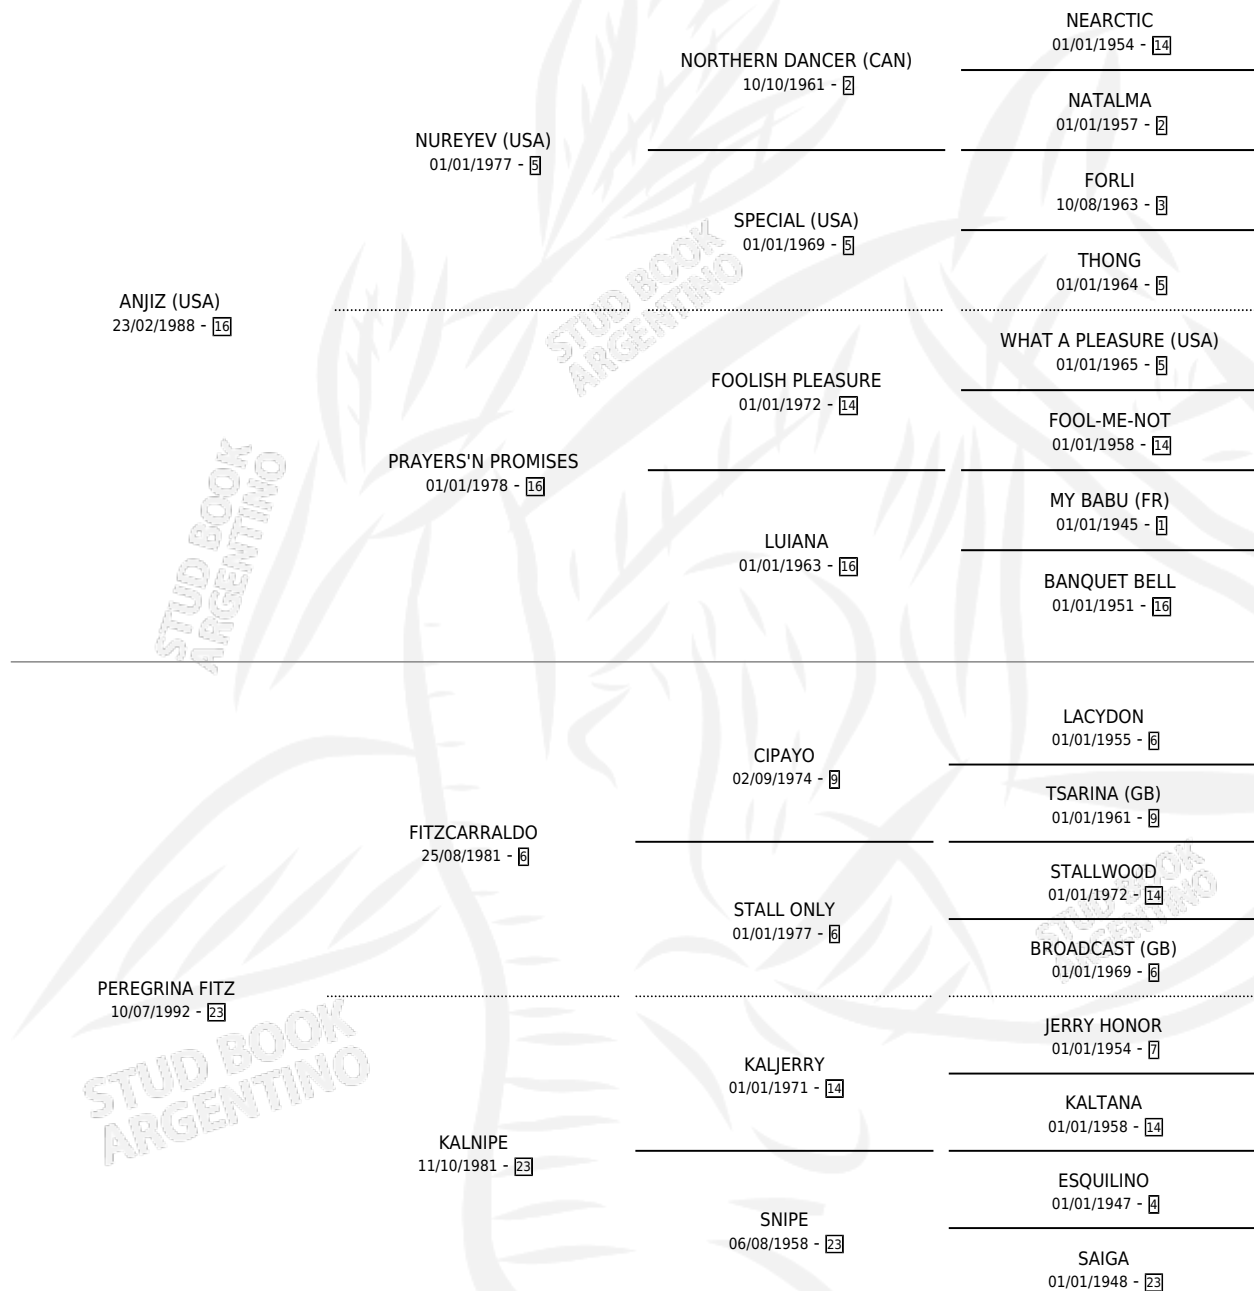 NEARCTIC
01/01/1954 - 14
NORTHERN DANCER (CAN)
10/10/1961 - 2
NATALMA
01/01/1957 - 2
NUREYEV (USA)
01/01/1977 - 5
FORLI
10/08/1963 - 3
SPECIAL (USA)
01/01/1969 - 5
THONG
01/01/1964 - 5
ANJIZ (USA)
23/02/1988 - 16
WHAT A PLEASURE (USA)
01/01/1965 - 5
FOOLISH PLEASURE
01/01/1972 - 14
FOOL-ME-NOT
01/01/1958 - 14
PRAYERS'N PROMISES
01/01/1978 - 16
MY BABU (FR)
01/01/1945 - 1
LUIANA
01/01/1963 - 16
BANQUET BELL
01/01/1951 - 16
LACYDON
01/01/1955 - 6
CIPAYO
02/09/1974 - 9
TSARINA (GB)
01/01/1961 - 9
FITZCARRALDO
25/08/1981 - 6
STALLWOOD
01/01/1972 - 14
STALL ONLY
01/01/1977 - 6
BROADCAST (GB)
01/01/1969 - 6
PEREGRINA FITZ
10/07/1992 - 23
JERRY HONOR
01/01/1954 - 7
KALJERRY
01/01/1971 - 14
KALTANA
01/01/1958 - 14
KALNIPE
11/10/1981 - 23
ESQUILINO
01/01/1947 - 4
SNIPE
06/08/1958 - 23
SAIGA
01/01/1948 - 23
STUD BOOK
ARGENTINO
STUD BOOK
ARGENTINO
STUD BOOK
ARGENTINO
STUD BOOK
ARGENTINO